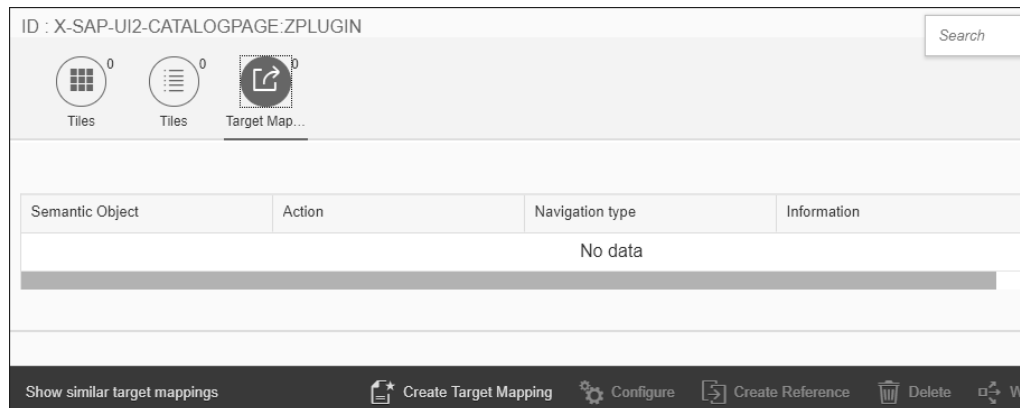 ID : X-SAP-UI2-CATALOGPAGE:ZPLUGIN
Search
0 0 0
Tiles Tiles Target Map...
Semantic Object Action Navigation type Information
No data
Show similar target mappings Create Target Mapping Configure Create Reference Delete W